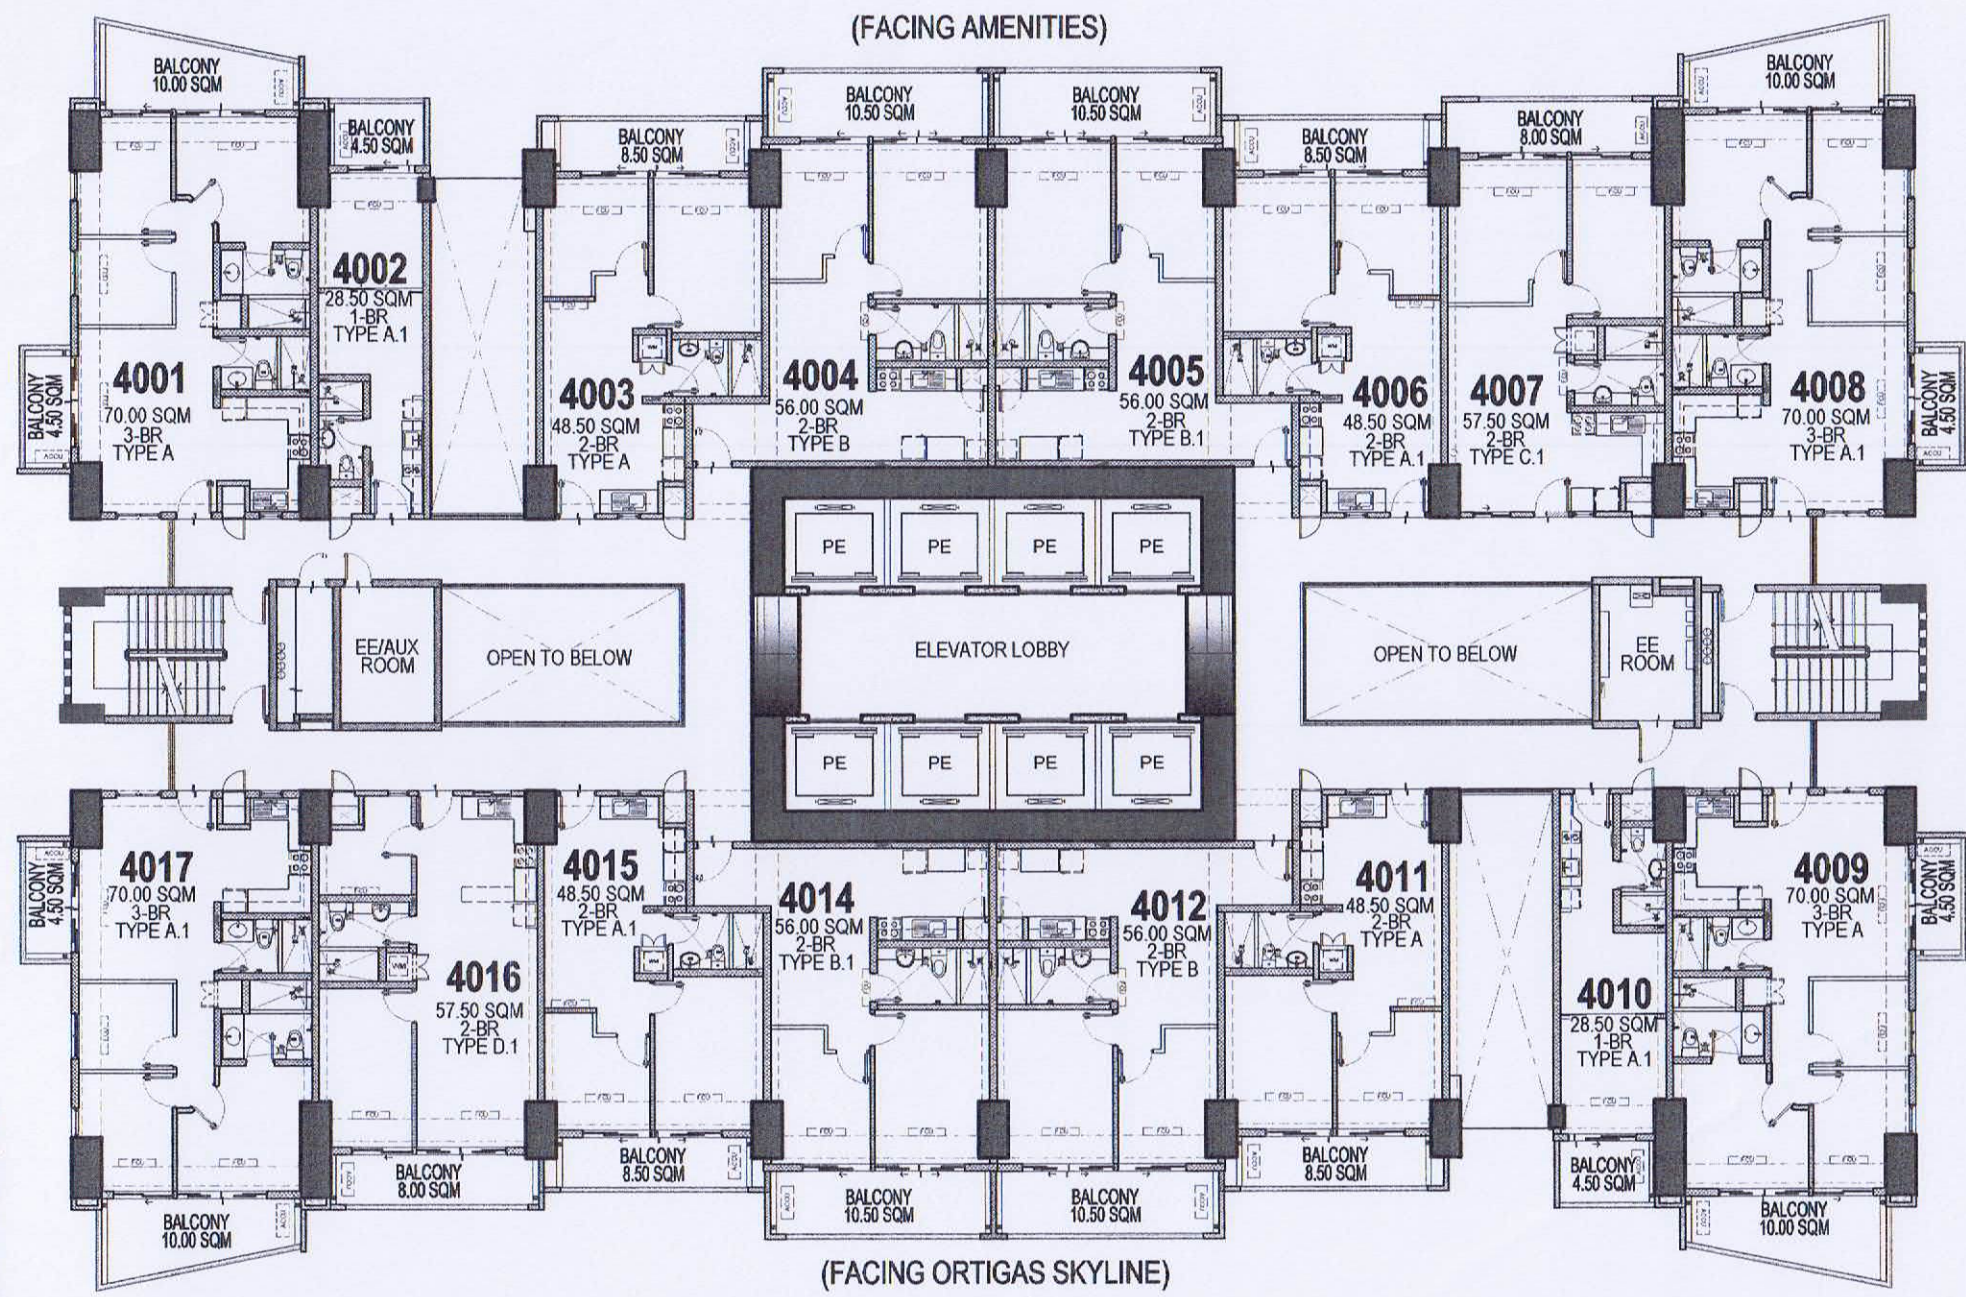 (FACING AMENITIES)
BALCONY
10.00 SQM
BALCONY
4.50 SQM
BALCONY
8.50 SQM
BALCONY
10.50 SQM
BALCONY
10.50 SQM
BALCONY
8.50 SQM
BALCONY
8.00 SQM
BALCONY
10.00 SQM
4001
70.00 SQM
3-BR
TYPE A
BALCONY
4.50 SQM
4002
28.50 SQM
1-BR
TYPE A.1
4003
48.50 SQM
2-BR
TYPE A
4004
56.00 SQM
2-BR
TYPE B
4005
56.00 SQM
2-BR
TYPE B.1
4006
48.50 SQM
2-BR
TYPE A.1
4007
57.50 SQM
2-BR
TYPE C.1
4008
70.00 SQM
3-BR
TYPE A.1
BALCONY
4.50 SQM
PE
PE
PE
PE
EE/AUX
ROOM
OPEN TO BELOW
ELEVATOR LOBBY
OPEN TO BELOW
EE
ROOM
PE
PE
PE
PE
BALCONY
4.50 SQM
4017
70.00 SQM
3-BR
TYPE A.1
4016
57.50 SQM
2-BR
TYPE D.1
4015
48.50 SQM
2-BR
TYPE A.1
4014
56.00 SQM
2-BR
TYPE B.1
4012
56.00 SQM
2-BR
TYPE B
4011
48.50 SQM
2-BR
TYPE A
4010
28.50 SQM
1-BR
TYPE A.1
4009
70.00 SQM
3-BR
TYPE A
BALCONY
4.50 SQM
BALCONY
10.00 SQM
BALCONY
8.00 SQM
BALCONY
8.50 SQM
BALCONY
10.50 SQM
BALCONY
10.50 SQM
BALCONY
8.50 SQM
BALCONY
4.50 SQM
BALCONY
10.00 SQM
(FACING ORTIGAS SKYLINE)